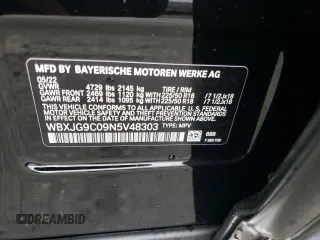 MFD BY BAYERISCHE MOTOREN WERKE AG
05/22
GVWR 4729 lbs 2145 kg TIRE / RIM
GAWR FRONT 2469 lbs 1120 kg WITH 225/50 R18 /7 1/2Jx18
GAWR REAR 2414 lbs 1095 kg WITH 225/50 R18 /7 1/2Jx18
THIS VEHICLE CONFORMS TO ALL APPLICABLE
FEDERAL MOTOR VEHICLE SAFETY, BUMPER,
AND THEFT PREVENTION STANDARDS IN EFFECT
ON THE DATE OF MANUFACTURE SHOWN ABOVE.
WBXJG9C09N5V48303 TYPE: MPV
668
©DREAMBID